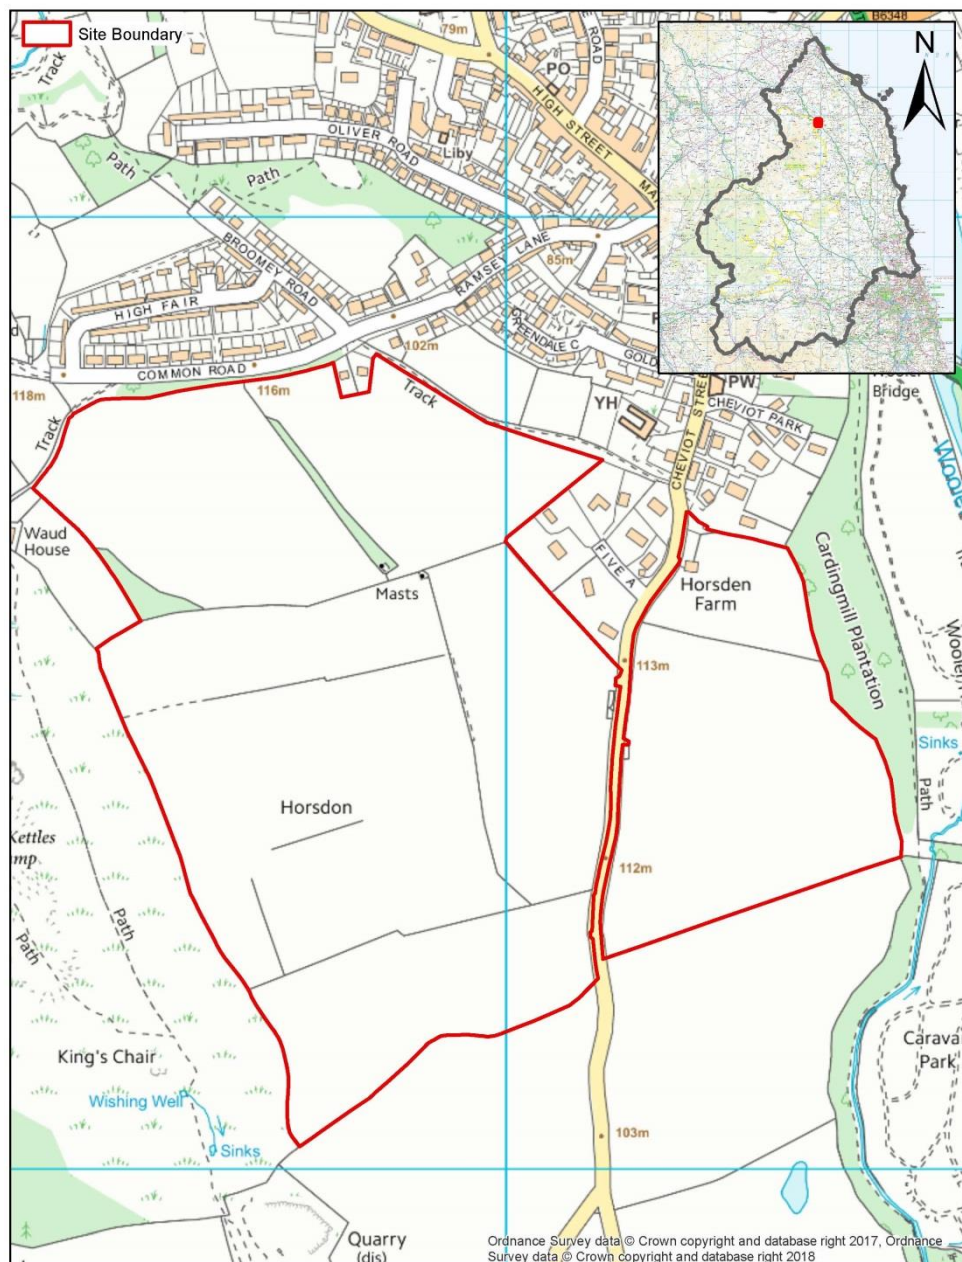 Site Boundary
B6348
79m
Track
PO
ROAD
HIGH STREET
N
OLIVER ROAD
Liby
Path
Path
RAMSEY LANE
85m
BROOMEY ROAD
HIGH FAIR
102m
COMMON ROAD
116m
118m
Track
Track
YH
PW
CHEVIOT PARK
CHEVIOT STREET
Bridge
Waud
House
FIVE A
Masts
Horsden
Farm
Cardingmill Plantation
113m
Sinks
Path
Horsdon
112m
Path
Path
King's Chair
Wishing Well
Sinks
Park
103m
Quarry
(dis)
Ordnance Survey data © Crown copyright and database right 2017, Ordnance
Survey data © Crown copyright and database right 2018